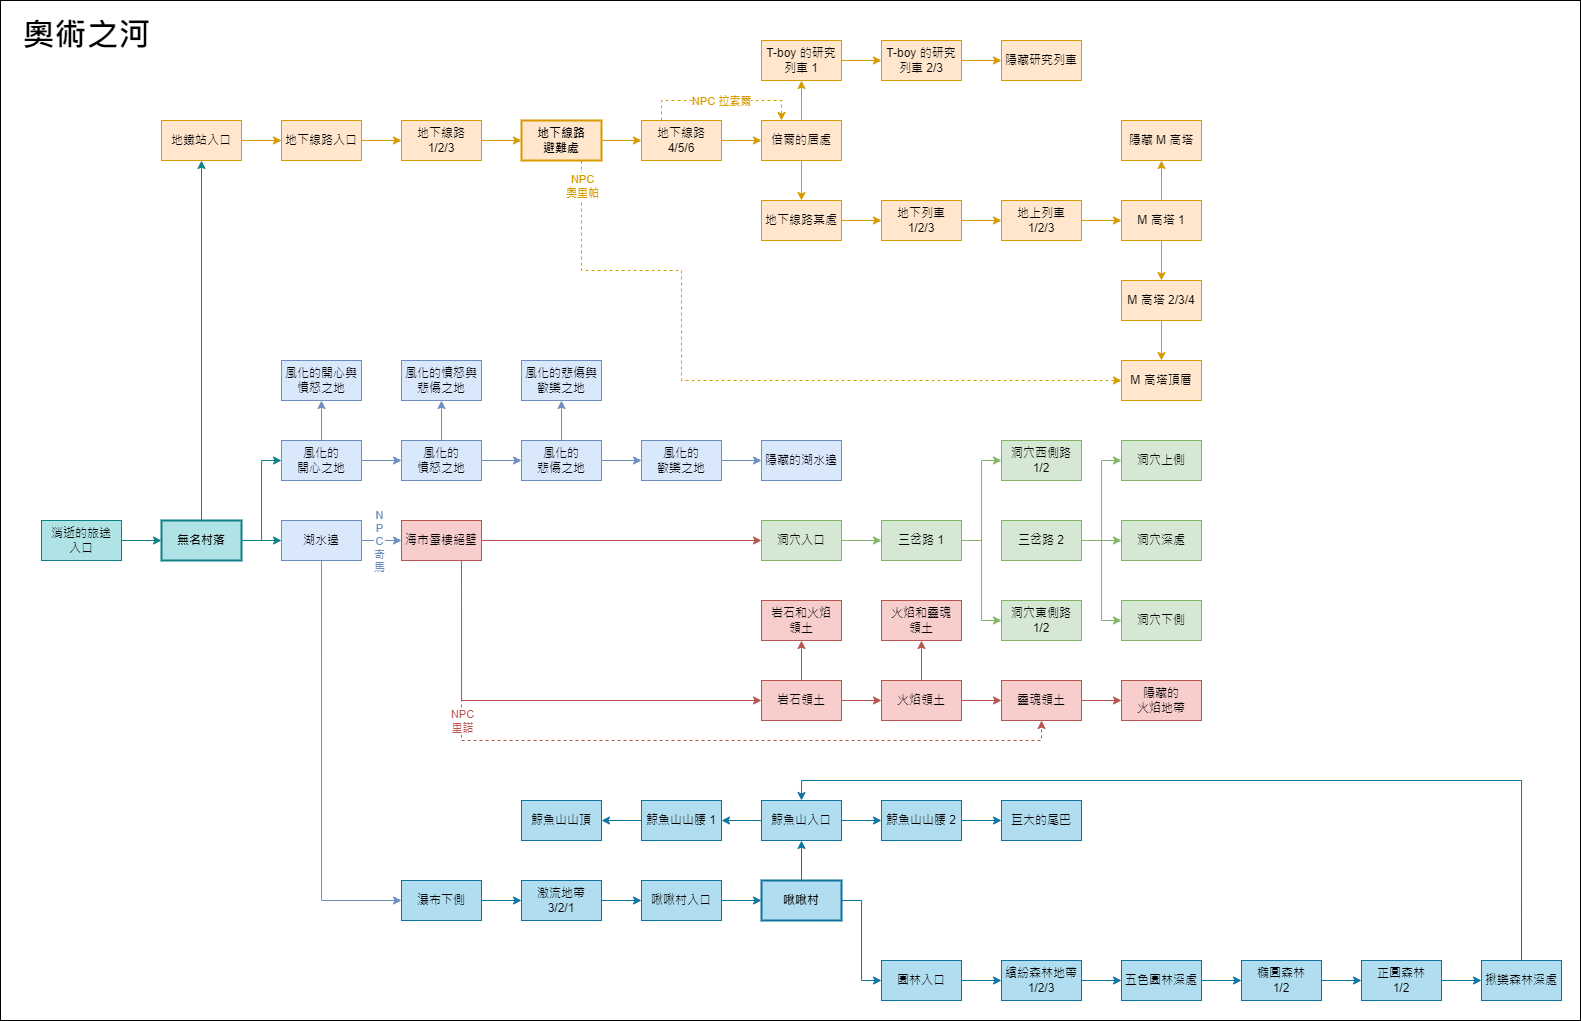 奧術之河
T-boy 的研究
列車 1
T-boy 的研究
列車 2/3
隱藏研究列車
NPC 拉索爾
地鐵站入口
地下線路入口
地下線路
1/2/3
地下線路
避難處
地下線路
4/5/6
倍爾的居處
隱藏 M 高塔
NPC
奧里帕
地下線路某處
地下列車
1/2/3
地上列車
1/2/3
M 高塔 1
M 高塔 2/3/4
M 高塔頂層
風化的開心與
憤怒之地
風化的憤怒與
悲傷之地
風化的悲傷與
歡樂之地
風化的
開心之地
風化的
憤怒之地
風化的
悲傷之地
風化的
歡樂之地
隱藏的湖水邊
洞穴西側路
1/2
洞穴上側
消逝的旅途
入口
無名村落
湖水邊
N
P
C
奇
馬
海市蜃樓絕壁
洞穴入口
三岔路 1
三岔路 2
洞穴深處
岩石和火焰
領土
火焰和靈魂
領土
洞穴東側路
1/2
洞穴下側
岩石領土
火焰領土
靈魂領土
隱藏的
火焰地帶
NPC
里諾
鯨魚山山頂
鯨魚山山腰 1
鯨魚山入口
鯨魚山山腰 2
巨大的尾巴
瀑布下側
激流地帶
3/2/1
啾啾村入口
啾啾村
園林入口
繽紛森林地帶
1/2/3
五色園林深處
橢圓森林
1/2
正圓森林
1/2
揪樂森林深處